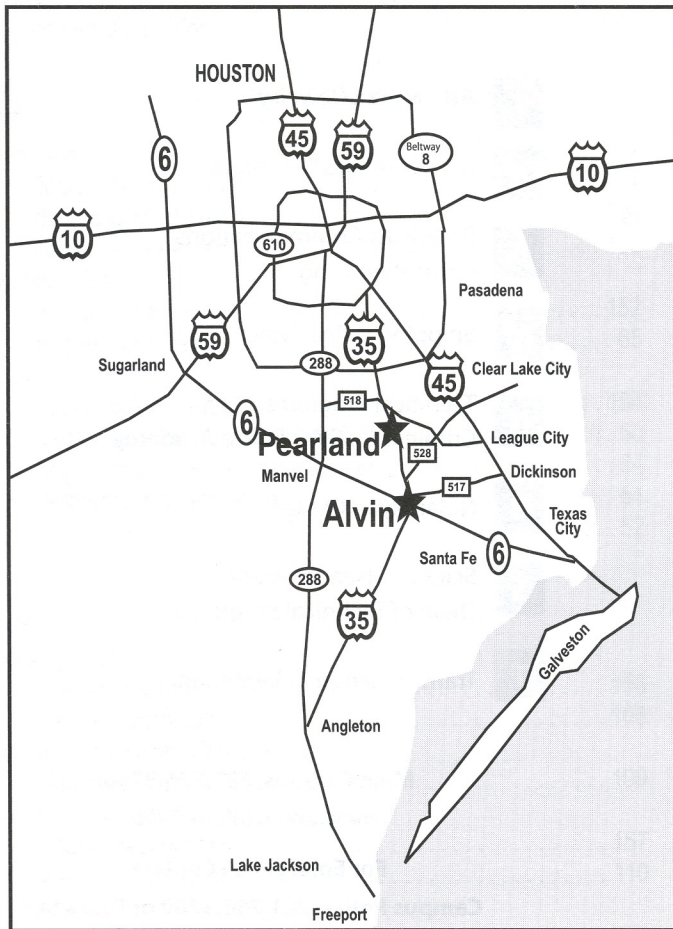 HOUSTON
45
59
Beltway
8
6
10
10
610
Pasadena
59
35
288
45
Sugarland
Clear Lake City
518
6
Pearland
League City
528
Manvel
Dickinson
517
Alvin
Texas
City
Santa Fe
6
288
35
Galveston
Angleton
Lake Jackson
Freeport